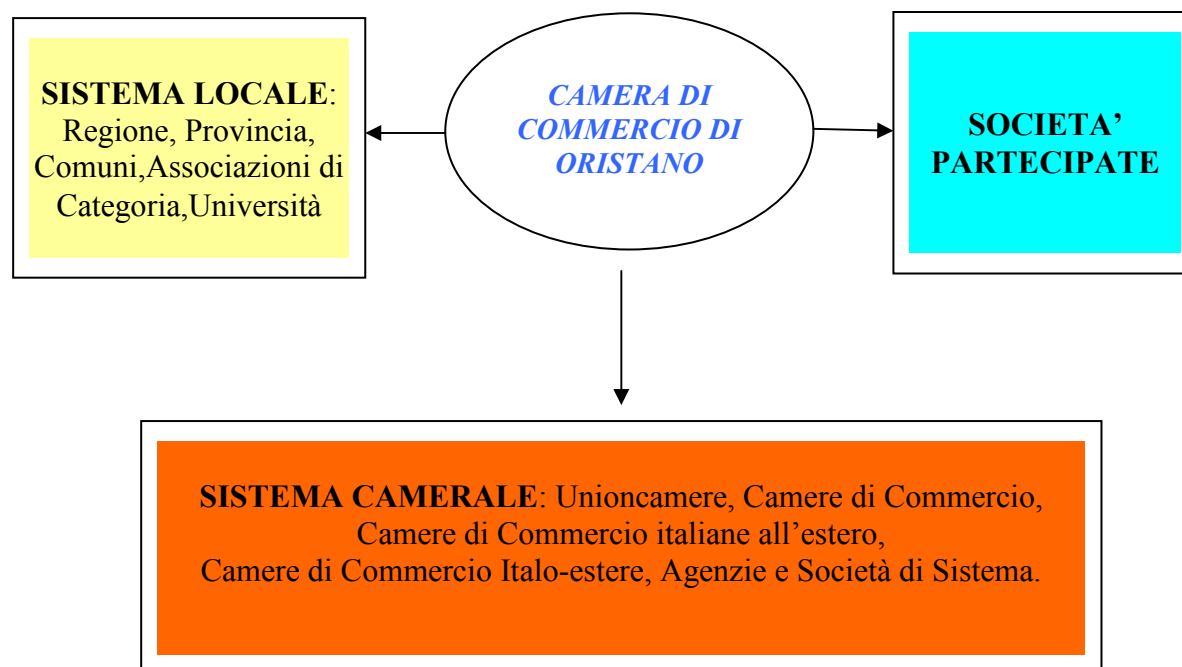 SISTEMA LOCALE:
Regione, Provincia,
Comuni,Associazioni di
Categoria,Università
CAMERA DI
COMMERCIO DI
ORISTANO
SOCIETA’
PARTECIPATE
SISTEMA CAMERALE: Unioncamere, Camere di Commercio,
Camere di Commercio italiane all’estero,
Camere di Commercio Italo-estere, Agenzie e Società di Sistema.